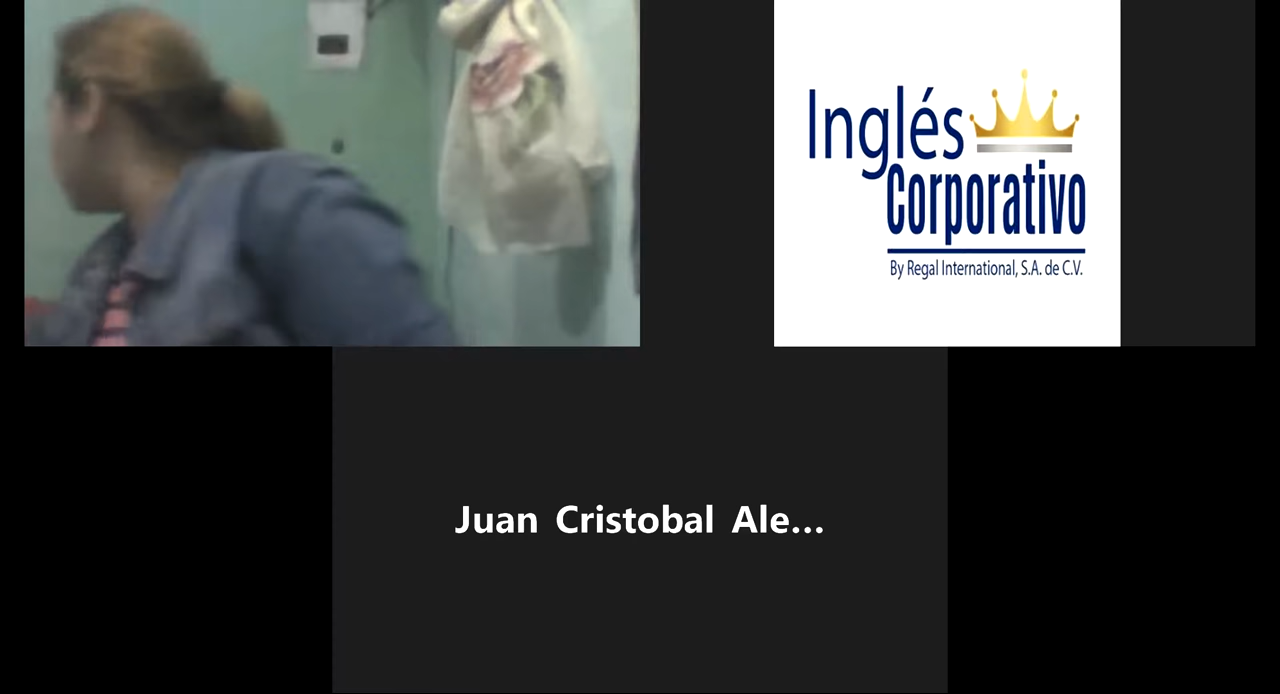 Inglés
Corporativo
By Regal International, S.A. de C.V.
Juan Cristobal Ale...